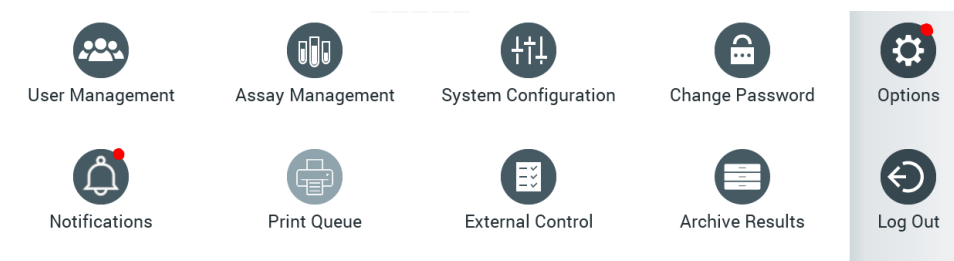 User Management
Assay Management
System Configuration
Change Password
Options
Notifications
Print Queue
External Control
Archive Results
Log Out